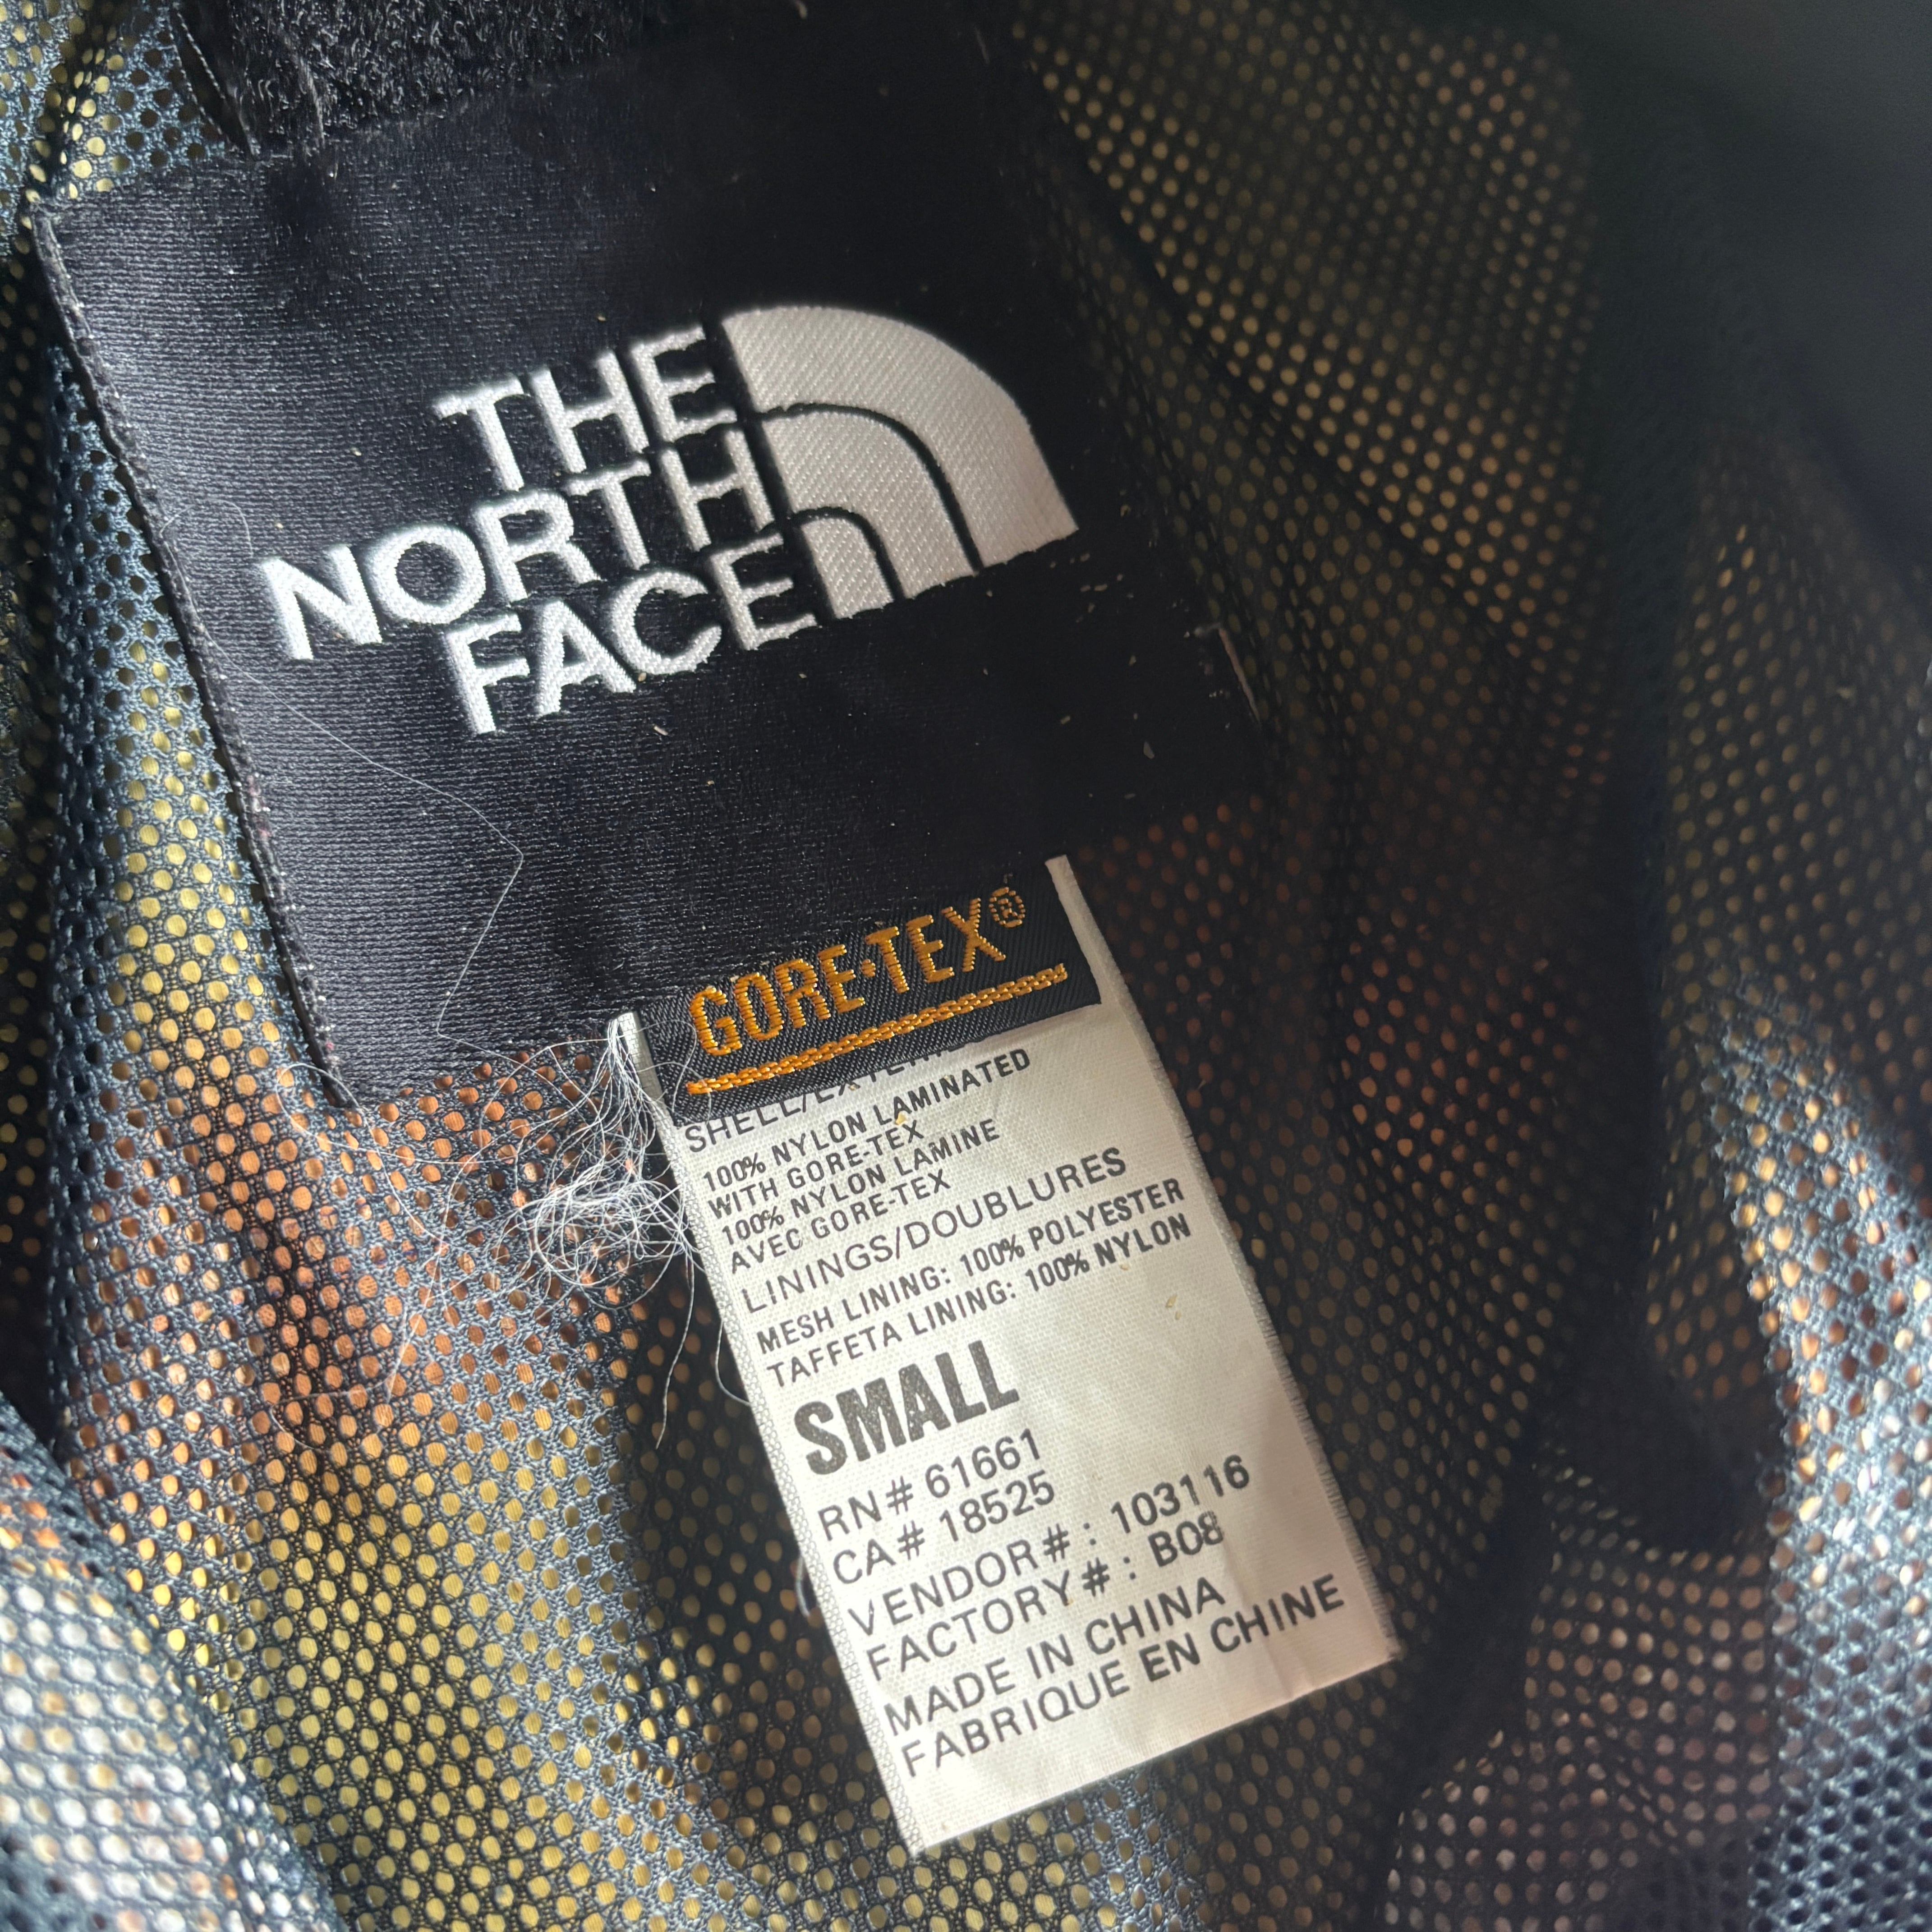 THE
NORTH
FACE
GORE-TEX®
SHELL/EXTERIEUR
100% NYLON LAMINATED
WITH GORE-TEX
100% NYLON LAMINE
AVEC GORE-TEX
LININGS/DOUBLURES
MESH LINING: 100% POLYESTER
TAFFETA LINING: 100% NYLON
SMALL
RN# 61661
CA# 18525
VENDOR# : 103116
FACTORY# : B08
MADE IN CHINA
FABRIQUE EN CHINE